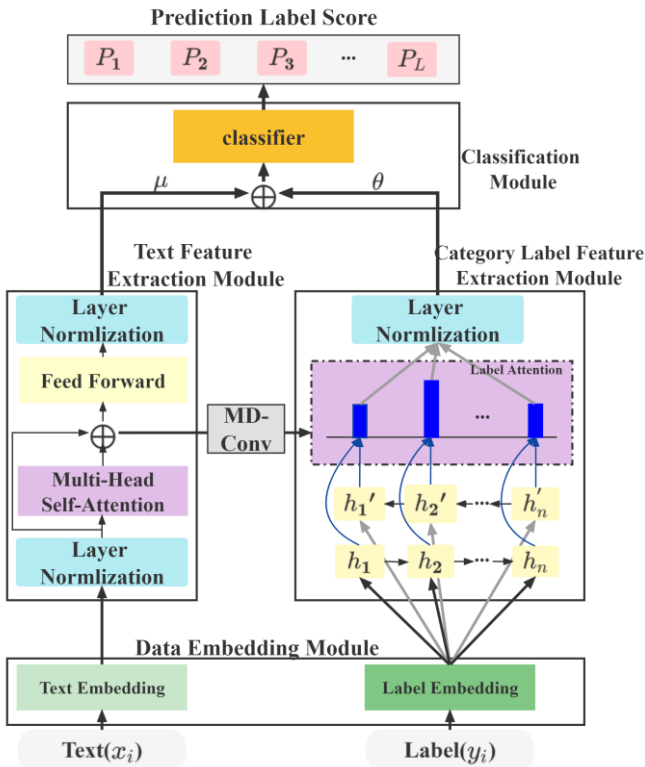 Prediction Label Score
P₁ P₂ P₃ ... P_L
classifier
Classification
Module
μ
θ
Text Feature
Extraction Module
Category Label Feature
Extraction Module
Layer
Normlization
Feed Forward
Multi-Head
Self-Attention
Layer
Normlization
MD-
Conv
Layer
Normlization
Label Attention
...
h₁′ h₂′ ... hₙ′
h₁ h₂ ... hₙ
Data Embedding Module
Text Embedding
Label Embedding
Text(xᵢ)
Label(yᵢ)